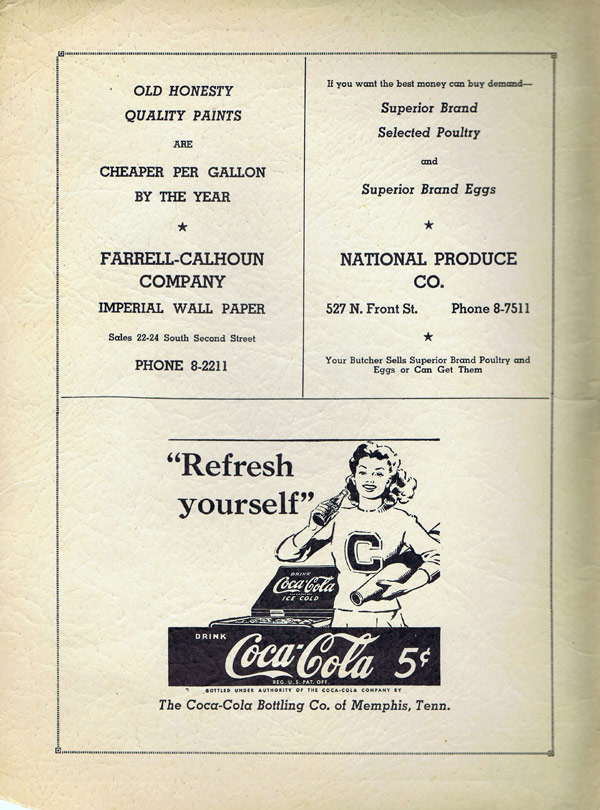 OLD HONESTY
QUALITY PAINTS
ARE
CHEAPER PER GALLON
BY THE YEAR
FARRELL-CALHOUN
COMPANY
IMPERIAL WALL PAPER
Sales 22-24 South Second Street
PHONE 8-2211
If you want the best money can buy demand—
Superior Brand
Selected Poultry
and
Superior Brand Eggs
NATIONAL PRODUCE
CO.
527 N. Front St. Phone 8-7511
Your Butcher Sells Superior Brand Poultry and
Eggs or Can Get Them
"Refresh
yourself"
C
DRINK
Coca-Cola
ICE COLD
DRINK
Coca-Cola 5¢
REG. U.S. PAT. OFF.
BOTTLED UNDER AUTHORITY OF THE COCA-COLA COMPANY BY
The Coca-Cola Bottling Co. of Memphis, Tenn.